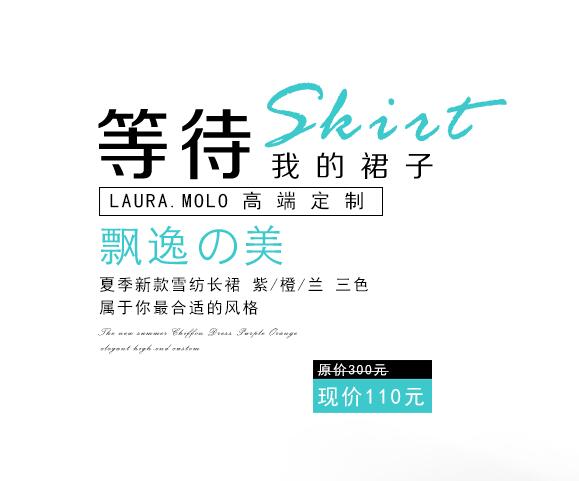 等待
Skirt
我的裙子
LAURA.MOLO 高端定制
飘逸の美
夏季新款雪纺长裙 紫/橙/兰 三色
属于你最合适的风格
The new summer Chiffon Dress Purple Orange
elegant high-end custom
原价300元
现价110元